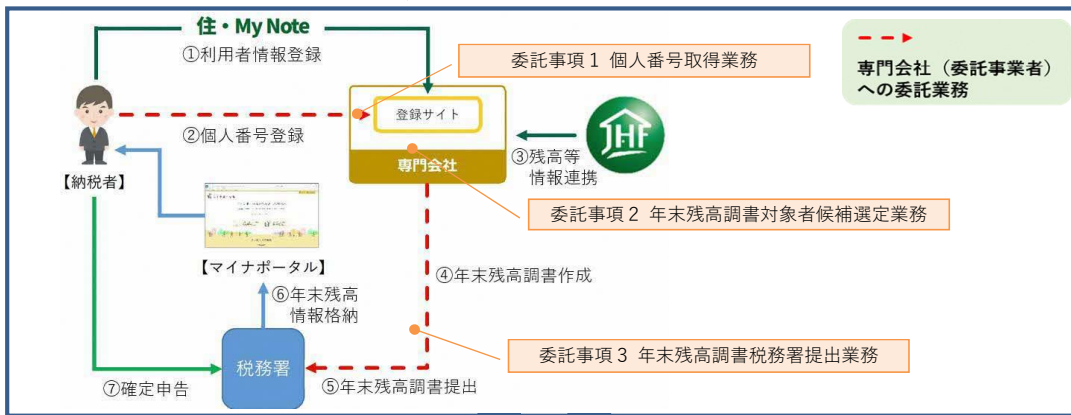 住・My Note
①利用者情報登録
委託事項1 個人番号取得業務
専門会社(委託事業者)
への委託業務
登録サイト
②個人番号登録
専門会社
JHF
③残高等
情報連携
【納税者】
委託事項2 年末残高調書対象者候補選定業務
【マイナポータル】
④年末残高調書作成
⑥年末残高
情報格納
委託事項3 年末残高調書税務署提出業務
税務署
⑦確定申告
⑤年末残高調書提出